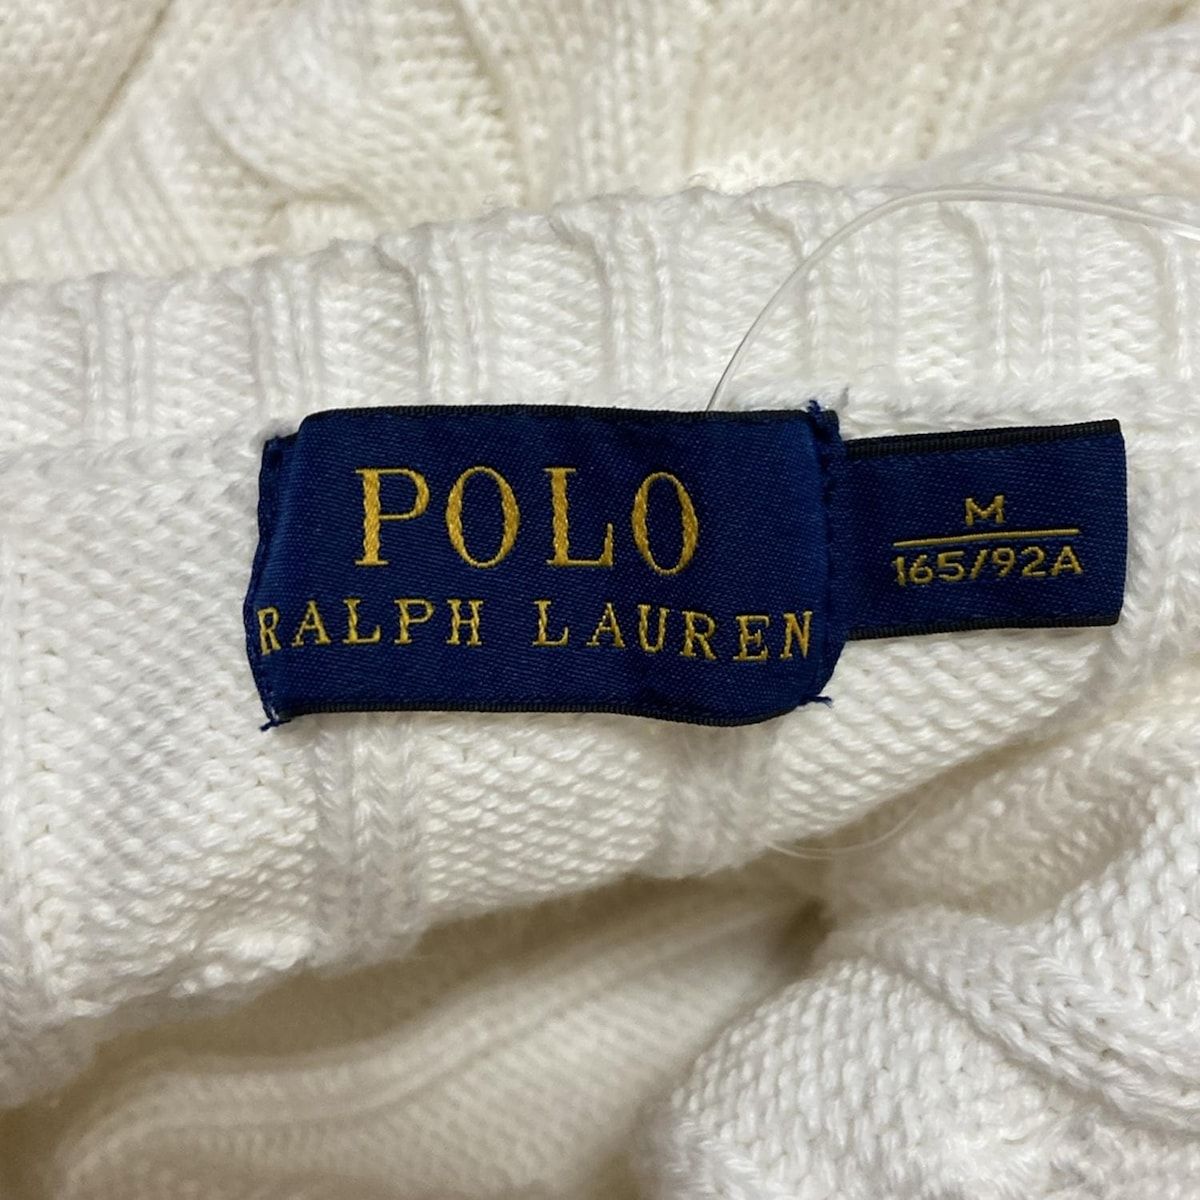 POLO
RALPH LAUREN
M
165/92A